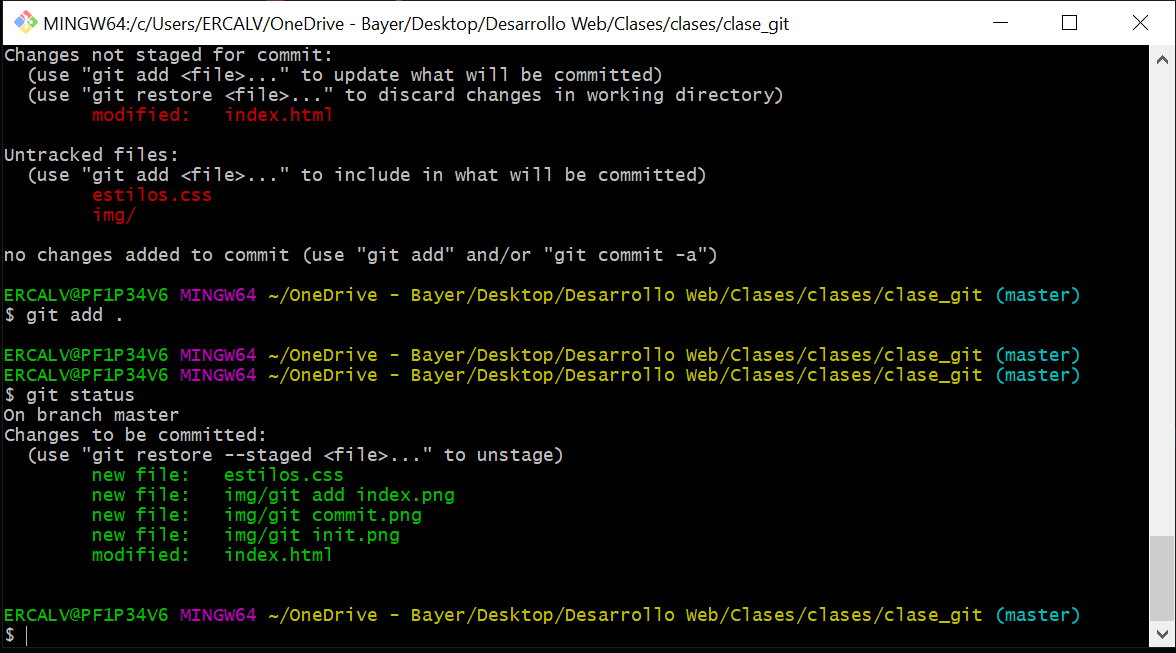 MINGW64:/c/Users/ERCALV/OneDrive - Bayer/Desktop/Desarrollo Web/Clases/clases/clase_git
Changes not staged for commit:
  (use "git add <file>..." to update what will be committed)
  (use "git restore <file>..." to discard changes in working directory)
        modified:   index.html

Untracked files:
  (use "git add <file>..." to include in what will be committed)
        estilos.css
        img/

no changes added to commit (use "git add" and/or "git commit -a")

ERCALV@PF1P34V6 MINGW64 ~/OneDrive - Bayer/Desktop/Desarrollo Web/Clases/clases/clase_git (master)
$ git add .

ERCALV@PF1P34V6 MINGW64 ~/OneDrive - Bayer/Desktop/Desarrollo Web/Clases/clases/clase_git (master)
ERCALV@PF1P34V6 MINGW64 ~/OneDrive - Bayer/Desktop/Desarrollo Web/Clases/clases/clase_git (master)
$ git status
On branch master
Changes to be committed:
  (use "git restore --staged <file>..." to unstage)
        new file:   estilos.css
        new file:   img/git add index.png
        new file:   img/git commit.png
        new file:   img/git init.png
        modified:   index.html


ERCALV@PF1P34V6 MINGW64 ~/OneDrive - Bayer/Desktop/Desarrollo Web/Clases/clases/clase_git (master)
$